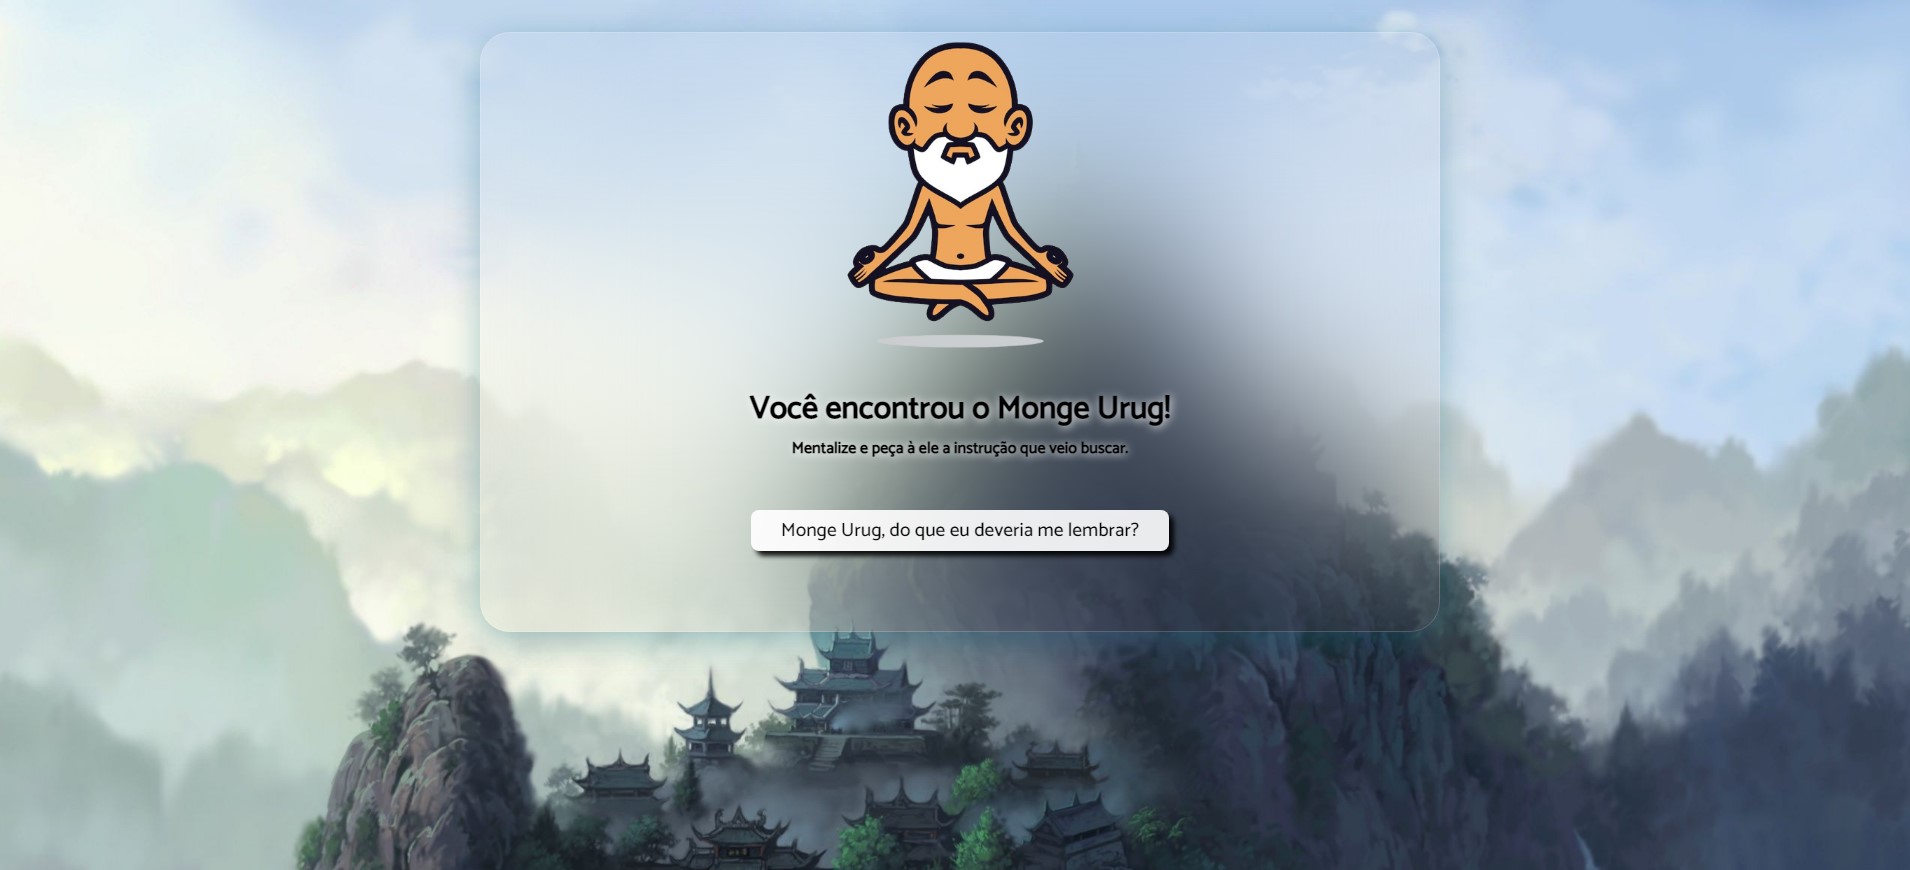 Você encontrou o Monge Urug!
Mentalize e peça à ele a instrução que veio buscar.
Monge Urug, do que eu deveria me lembrar?